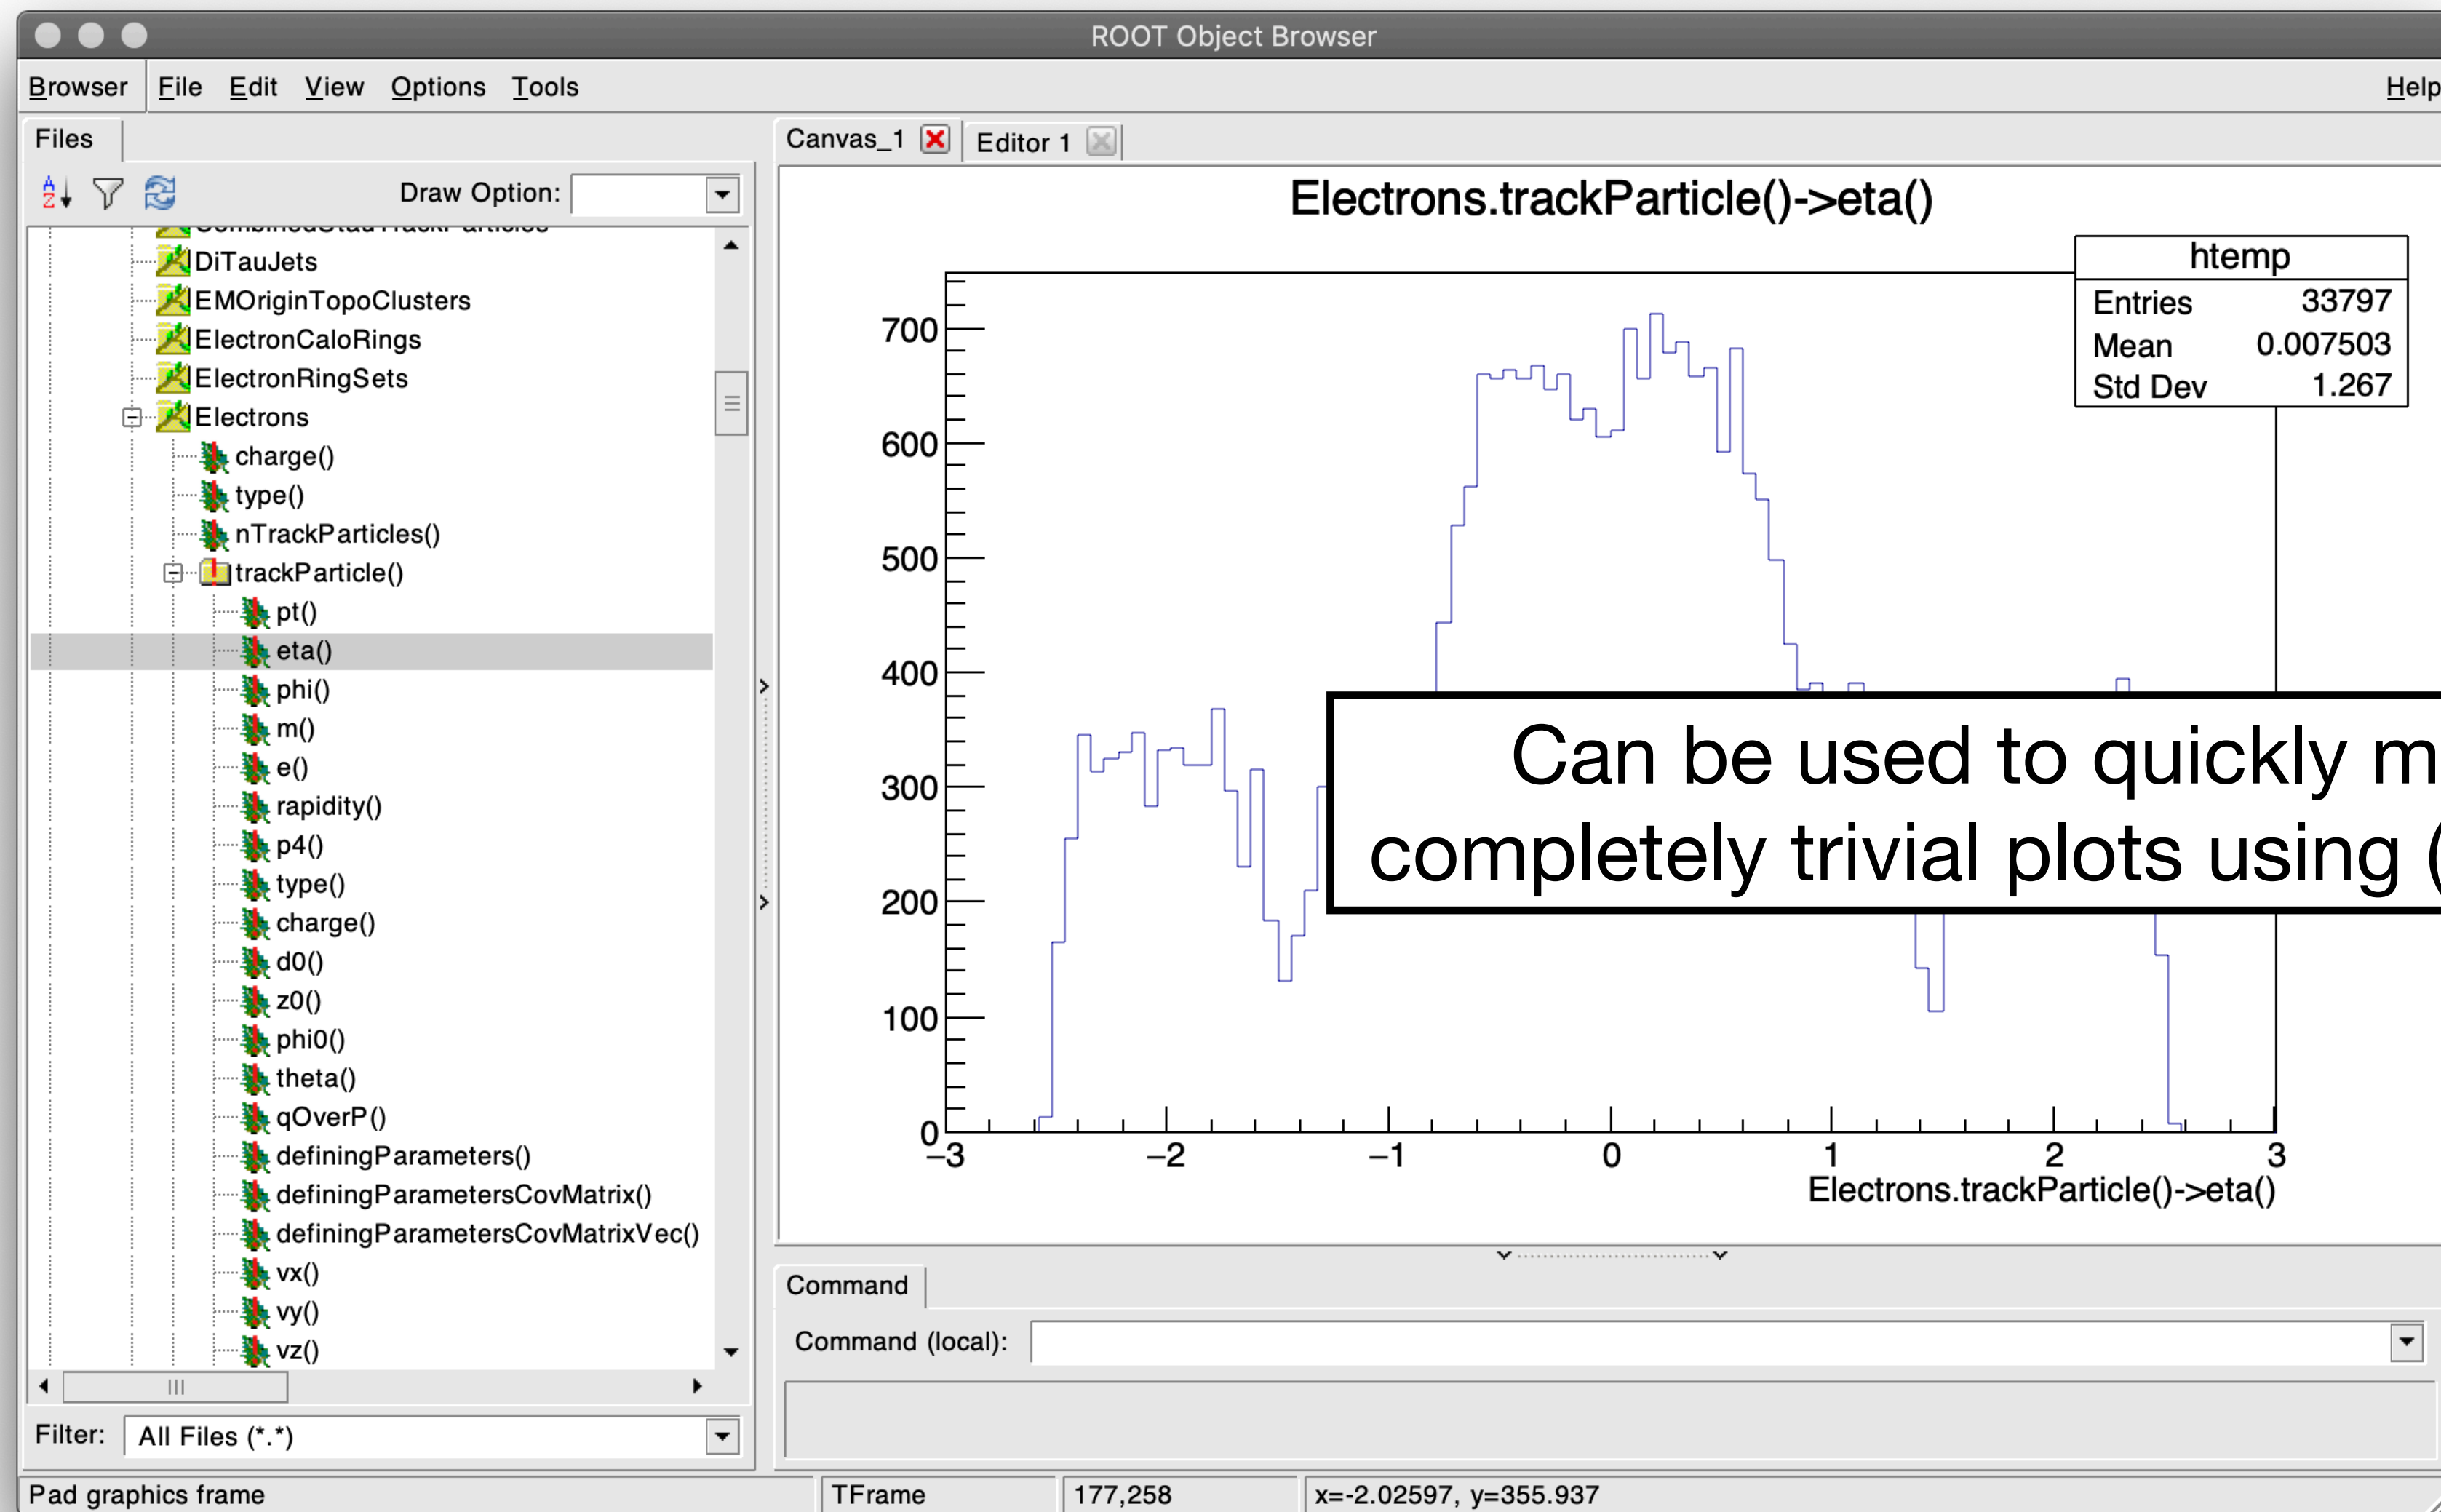 ROOT Object Browser
Browser File Edit View Options Tools Help
Files
Draw Option:
DiTauJets
EMOriginTopoClusters
ElectronCaloRings
ElectronRingSets
Electrons
charge()
type()
nTrackParticles()
trackParticle()
pt()
eta()
phi()
m()
e()
rapidity()
p4()
type()
charge()
d0()
z0()
phi0()
theta()
qOverP()
definingParameters()
definingParametersCovMatrix()
definingParametersCovMatrixVec()
vx()
vy()
vz()
Filter: All Files (*.*)
Canvas_1 Editor 1
Electrons.trackParticle()->eta()
htemp
Entries 33797
Mean 0.007503
Std Dev 1.267
700
600
500
400
300
200
100
0
−3 −2 −1 0 1 2 3
Electrons.trackParticle()->eta()
Can be used to quickly m
completely trivial plots using (
Command
Command (local):
Pad graphics frame TFrame 177,258 x=-2.02597, y=355.937